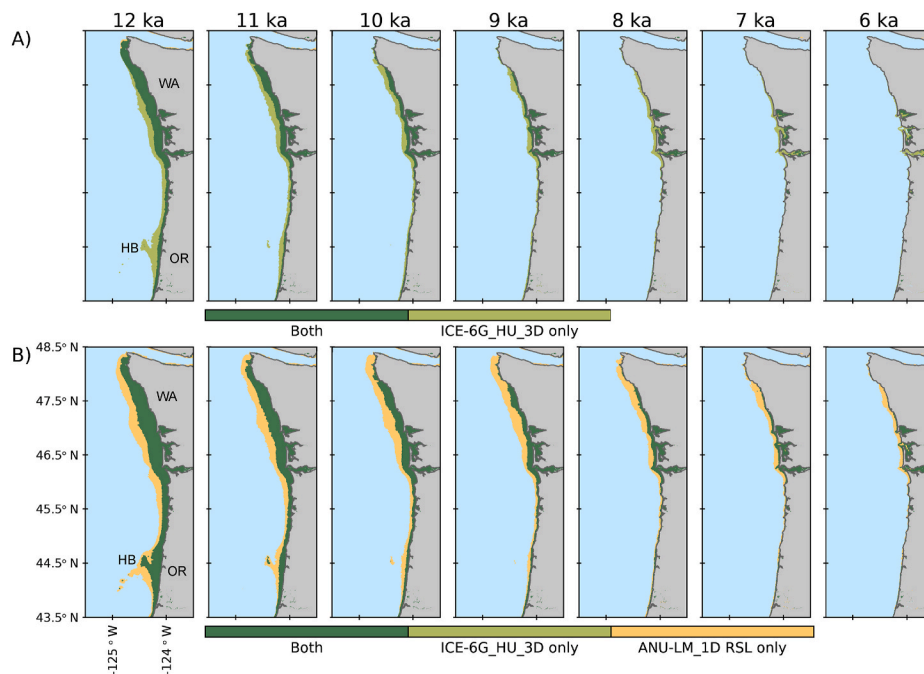 12 ka 11 ka 10 ka 9 ka 8 ka 7 ka 6 ka
A)
WA
HB
OR
Both ICE-6G_HU_3D only
B)
48.5° N
WA
47.5° N
46.5° N
45.5° N
HB
44.5° N
OR
43.5° N
Both ICE-6G_HU_3D only ANU-LM_1D RSL only
-125 ° W
-124 ° W